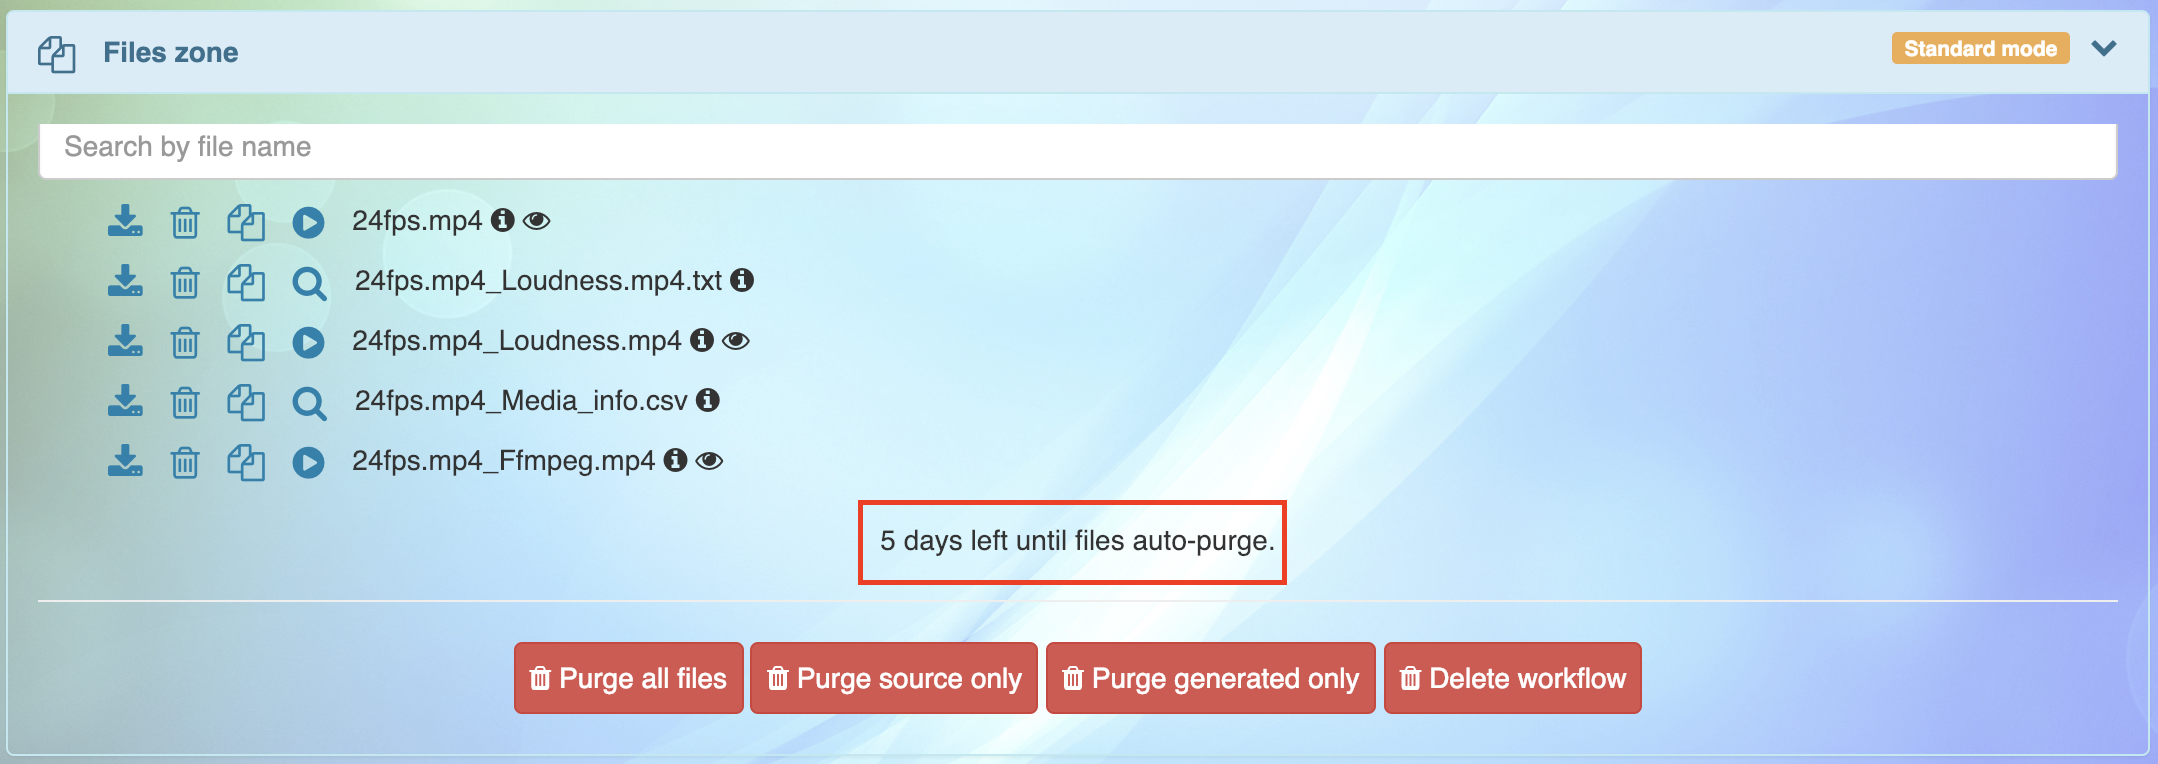 Files zone
Standard mode
Search by file name
24fps.mp4
24fps.mp4_Loudness.mp4.txt
24fps.mp4_Loudness.mp4
24fps.mp4_Media_info.csv
24fps.mp4_Ffmpeg.mp4
5 days left until files auto-purge.
Purge all files
Purge source only
Purge generated only
Delete workflow